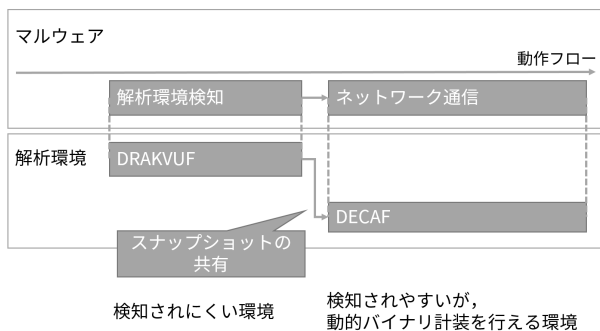 マルウェア
動作フロー
解析環境検知
ネットワーク通信
解析環境
DRAKVUF
DECAF
スナップショットの
共有
検知されにくい環境
検知されやすいが，
動的バイナリ計装を行える環境